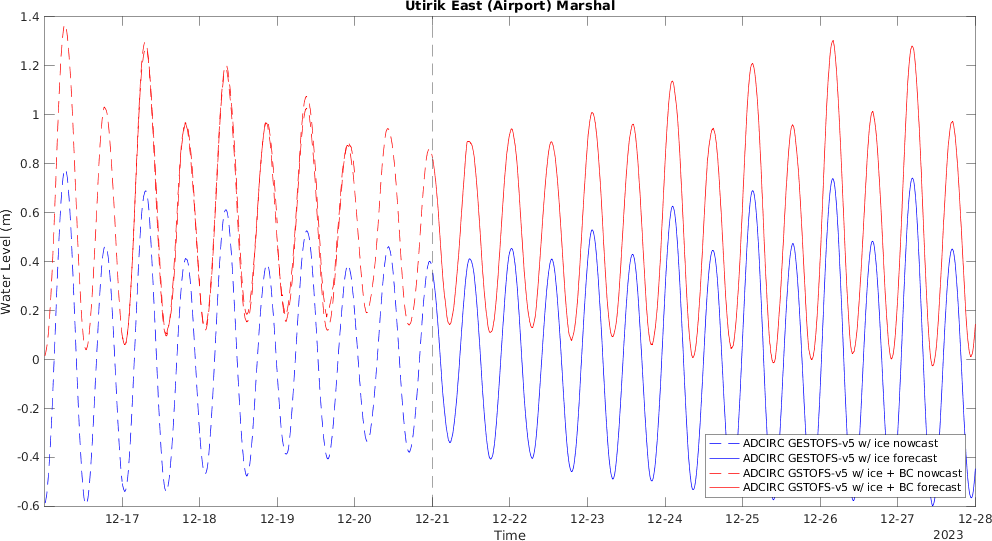 Utirik East (Airport) Marshal
Water Level (m)
1.4
1.2
1
0.8
0.6
0.4
0.2
0
-0.2
-0.4
-0.6
ADCIRC GESTOFS-v5 w/ ice nowcast
ADCIRC GESTOFS-v5 w/ ice forecast
ADCIRC GSTOFS-v5 w/ ice + BC nowcast
ADCIRC GSTOFS-v5 w/ ice + BC forecast
12-17 12-18 12-19 12-20 12-21 12-22 12-23 12-24 12-25 12-26 12-27 12-28
Time
2023